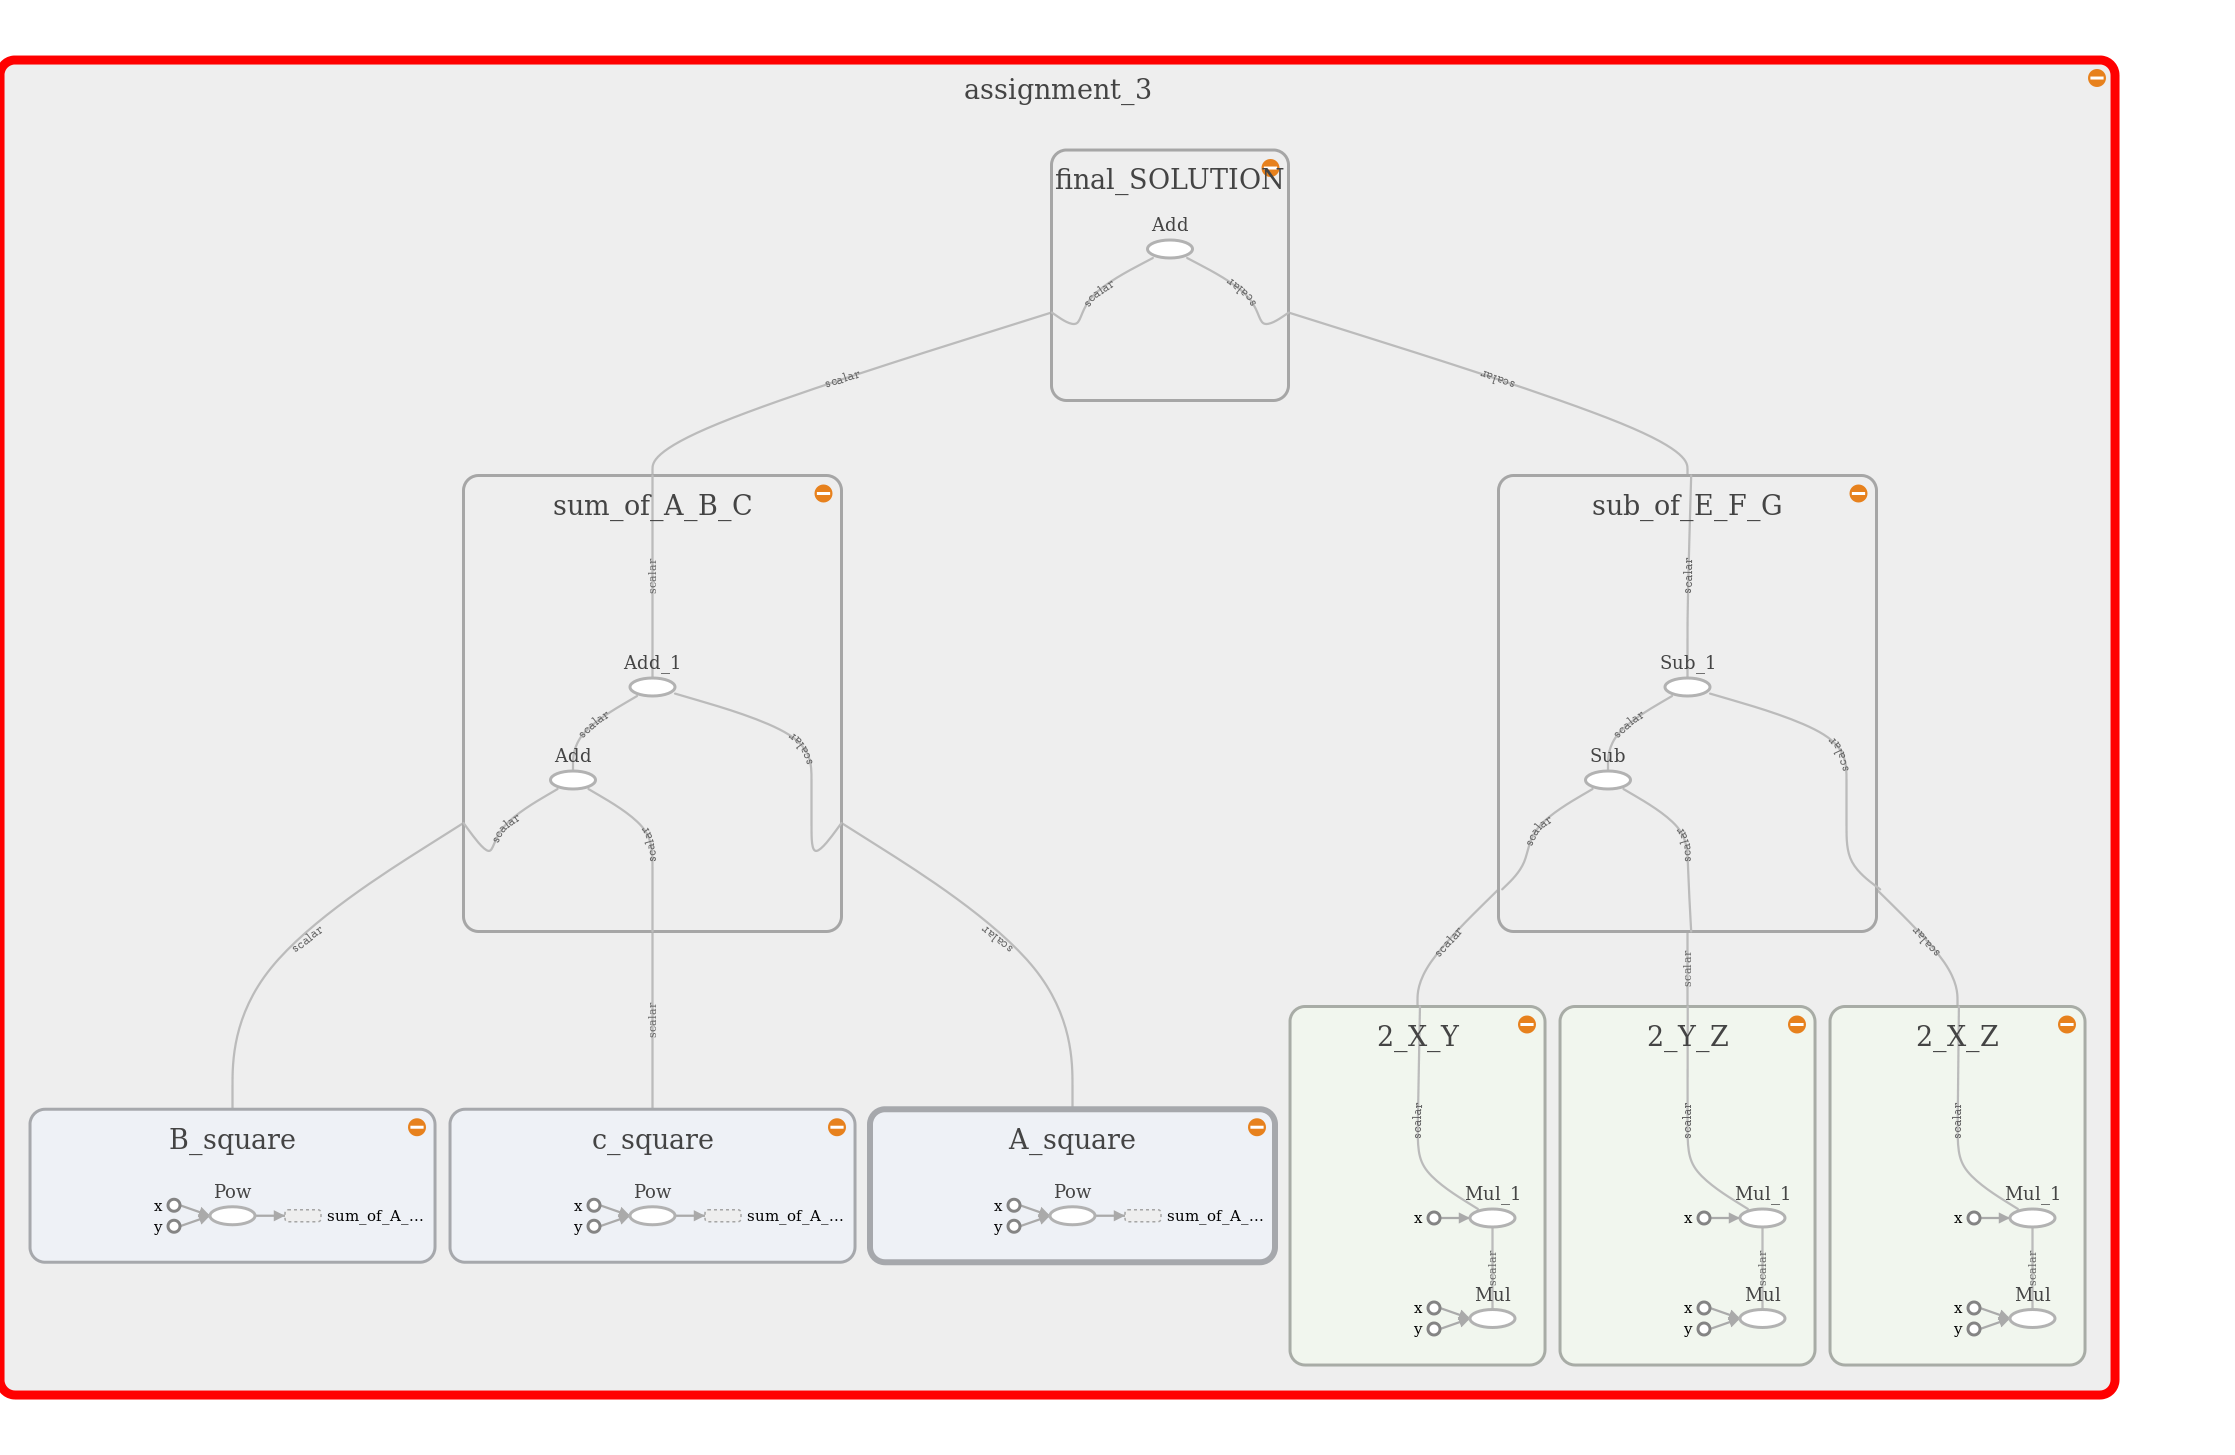 assignment_3
final_SOLUTION
Add
scalar
scalar
scalar
scalar
sum_of_A_B_C
scalar
Add_1
scalar
scalar
Add
scalar
scalar
sub_of_E_F_G
scalar
Sub_1
scalar
scalar
Sub
scalar
scalar
scalar
scalar
scalar
scalar
scalar
scalar
B_square
Pow
x
y
sum_of_A_...
c_square
Pow
x
y
sum_of_A_...
A_square
Pow
x
y
sum_of_A_...
2_X_Y
scalar
Mul_1
x
scalar
Mul
x
y
2_Y_Z
scalar
Mul_1
x
scalar
Mul
x
y
2_X_Z
scalar
Mul_1
x
scalar
Mul
x
y